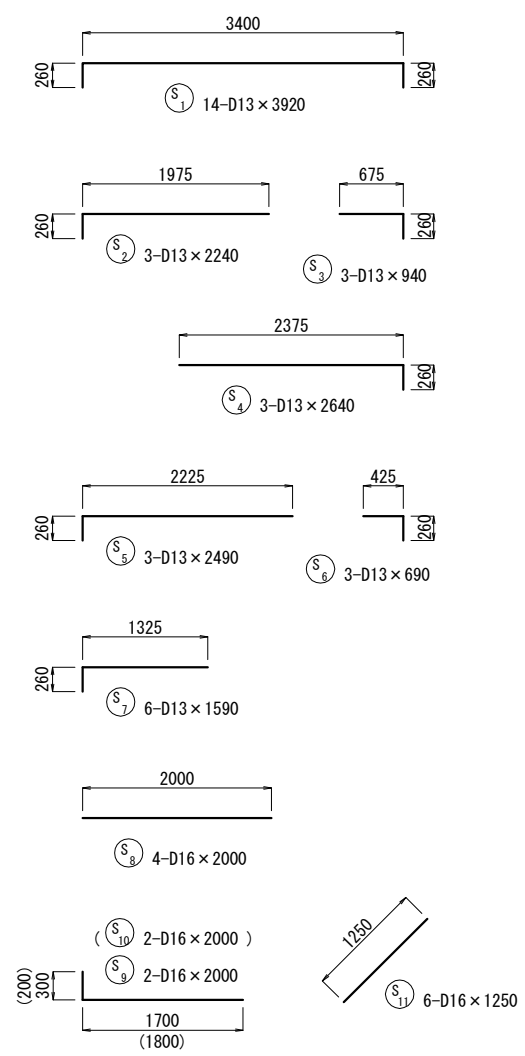 3400
260
260
S1 14-D13×3920
1975
675
260
260
S2 3-D13×2240
S3 3-D13×940
2375
260
S4 3-D13×2640
2225
425
260
260
S5 3-D13×2490
S6 3-D13×690
1325
260
S7 6-D13×1590
2000
S8 4-D16×2000
(S10 2-D16×2000)
S9 2-D16×2000
(200)
300
1700
(1800)
1250
S11 6-D16×1250